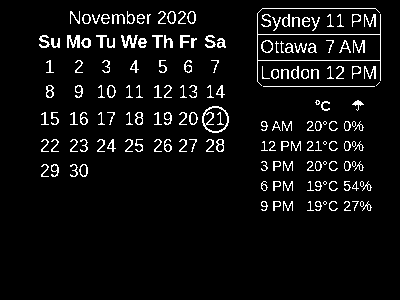 November 2020
Su Mo Tu We Th Fr Sa
1 2 3 4 5 6 7
8 9 10 11 12 13 14
15 16 17 18 19 20 21
22 23 24 25 26 27 28
29 30
Sydney 11 PM
Ottawa 7 AM
London 12 PM
°C ☂
9 AM 20°C 0%
12 PM 21°C 0%
3 PM 20°C 0%
6 PM 19°C 54%
9 PM 19°C 27%